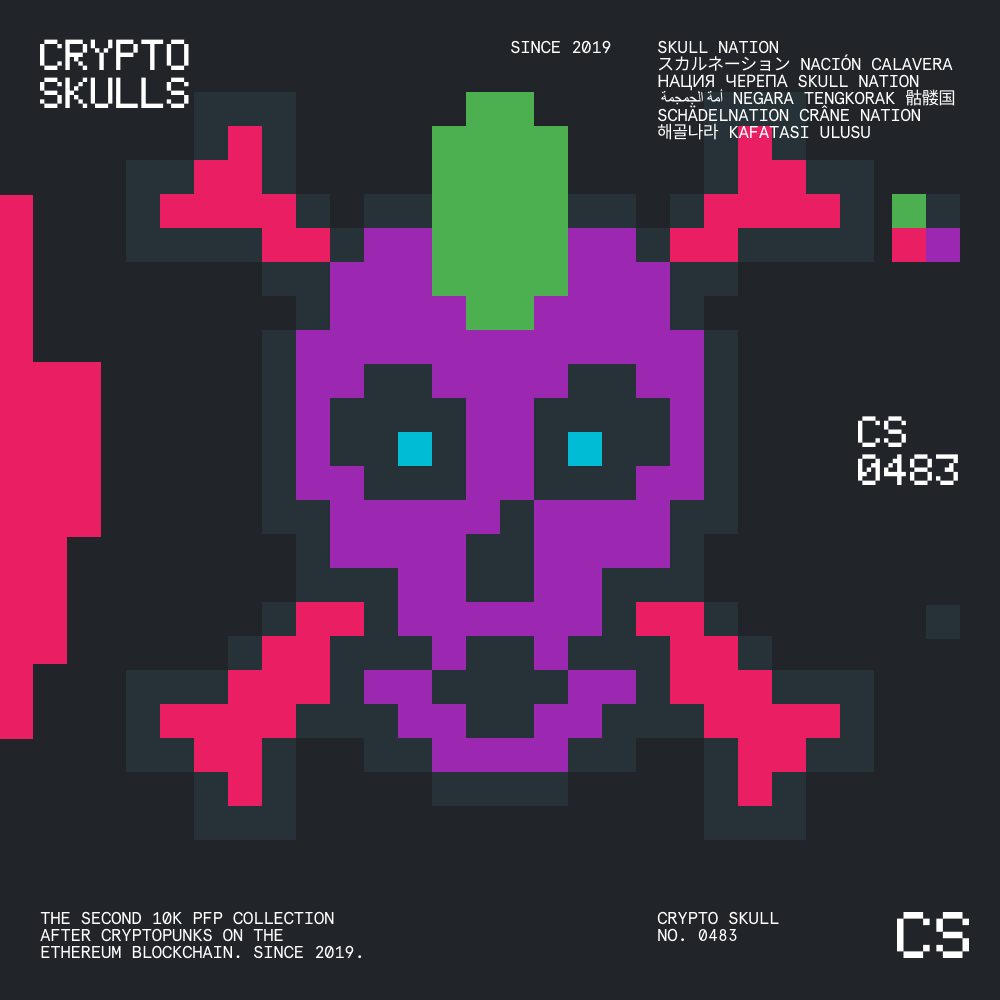 CRYPTO
SKULLS
SINCE 2019
SKULL NATION
スカルネーション NACIÓN CALAVERA
НАЦИЯ ЧЕРЕПА SKULL NATION
أمة الجمجمة NEGARA TENGKORAK 骷髅国
SCHÄDELNATION CRÂNE NATION
해골나라 KAFATASI ULUSU
CS
0483
THE SECOND 10K PFP COLLECTION
AFTER CRYPTOPUNKS ON THE
ETHEREUM BLOCKCHAIN. SINCE 2019.
CRYPTO SKULL
NO. 0483
CS